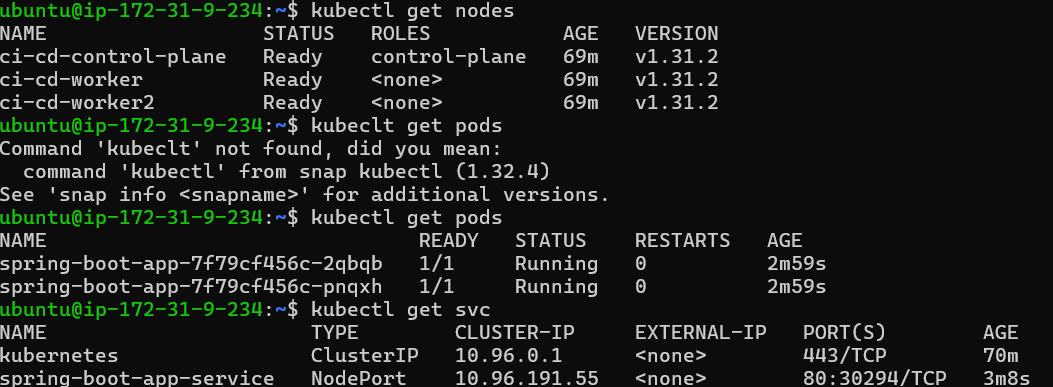 ubuntu@ip-172-31-9-234:~$ kubectl get nodes
NAME                  STATUS   ROLES           AGE   VERSION
ci-cd-control-plane   Ready    control-plane   69m   v1.31.2
ci-cd-worker          Ready    <none>          69m   v1.31.2
ci-cd-worker2         Ready    <none>          69m   v1.31.2
ubuntu@ip-172-31-9-234:~$ kubeclt get pods
Command 'kubeclt' not found, did you mean:
  command 'kubectl' from snap kubectl (1.32.4)
See 'snap info <snapname>' for additional versions.
ubuntu@ip-172-31-9-234:~$ kubectl get pods
NAME                               READY   STATUS    RESTARTS   AGE
spring-boot-app-7f79cf456c-2qbqb   1/1     Running   0          2m59s
spring-boot-app-7f79cf456c-pnqxh   1/1     Running   0          2m59s
ubuntu@ip-172-31-9-234:~$ kubectl get svc
NAME                      TYPE        CLUSTER-IP     EXTERNAL-IP   PORT(S)        AGE
kubernetes                ClusterIP   10.96.0.1      <none>        443/TCP        70m
spring-boot-app-service   NodePort    10.96.191.55   <none>        80:30294/TCP   3m8s